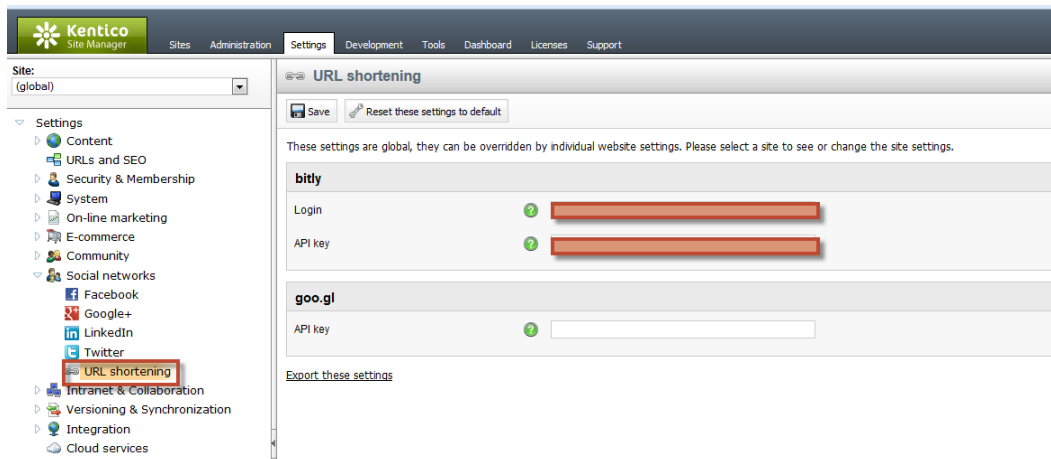 Kentico
Site Manager
Sites Administration Settings Development Tools Dashboard Licenses Support
Site:
(global)
Settings
Content
URLs and SEO
Security & Membership
System
On-line marketing
E-commerce
Community
Social networks
Facebook
Google+
LinkedIn
Twitter
URL shortening
Intranet & Collaboration
Versioning & Synchronization
Integration
Cloud services
URL shortening
Save Reset these settings to default
These settings are global, they can be overridden by individual website settings. Please select a site to see or change the site settings.
bitly
Login
API key
goo.gl
API key
Export these settings